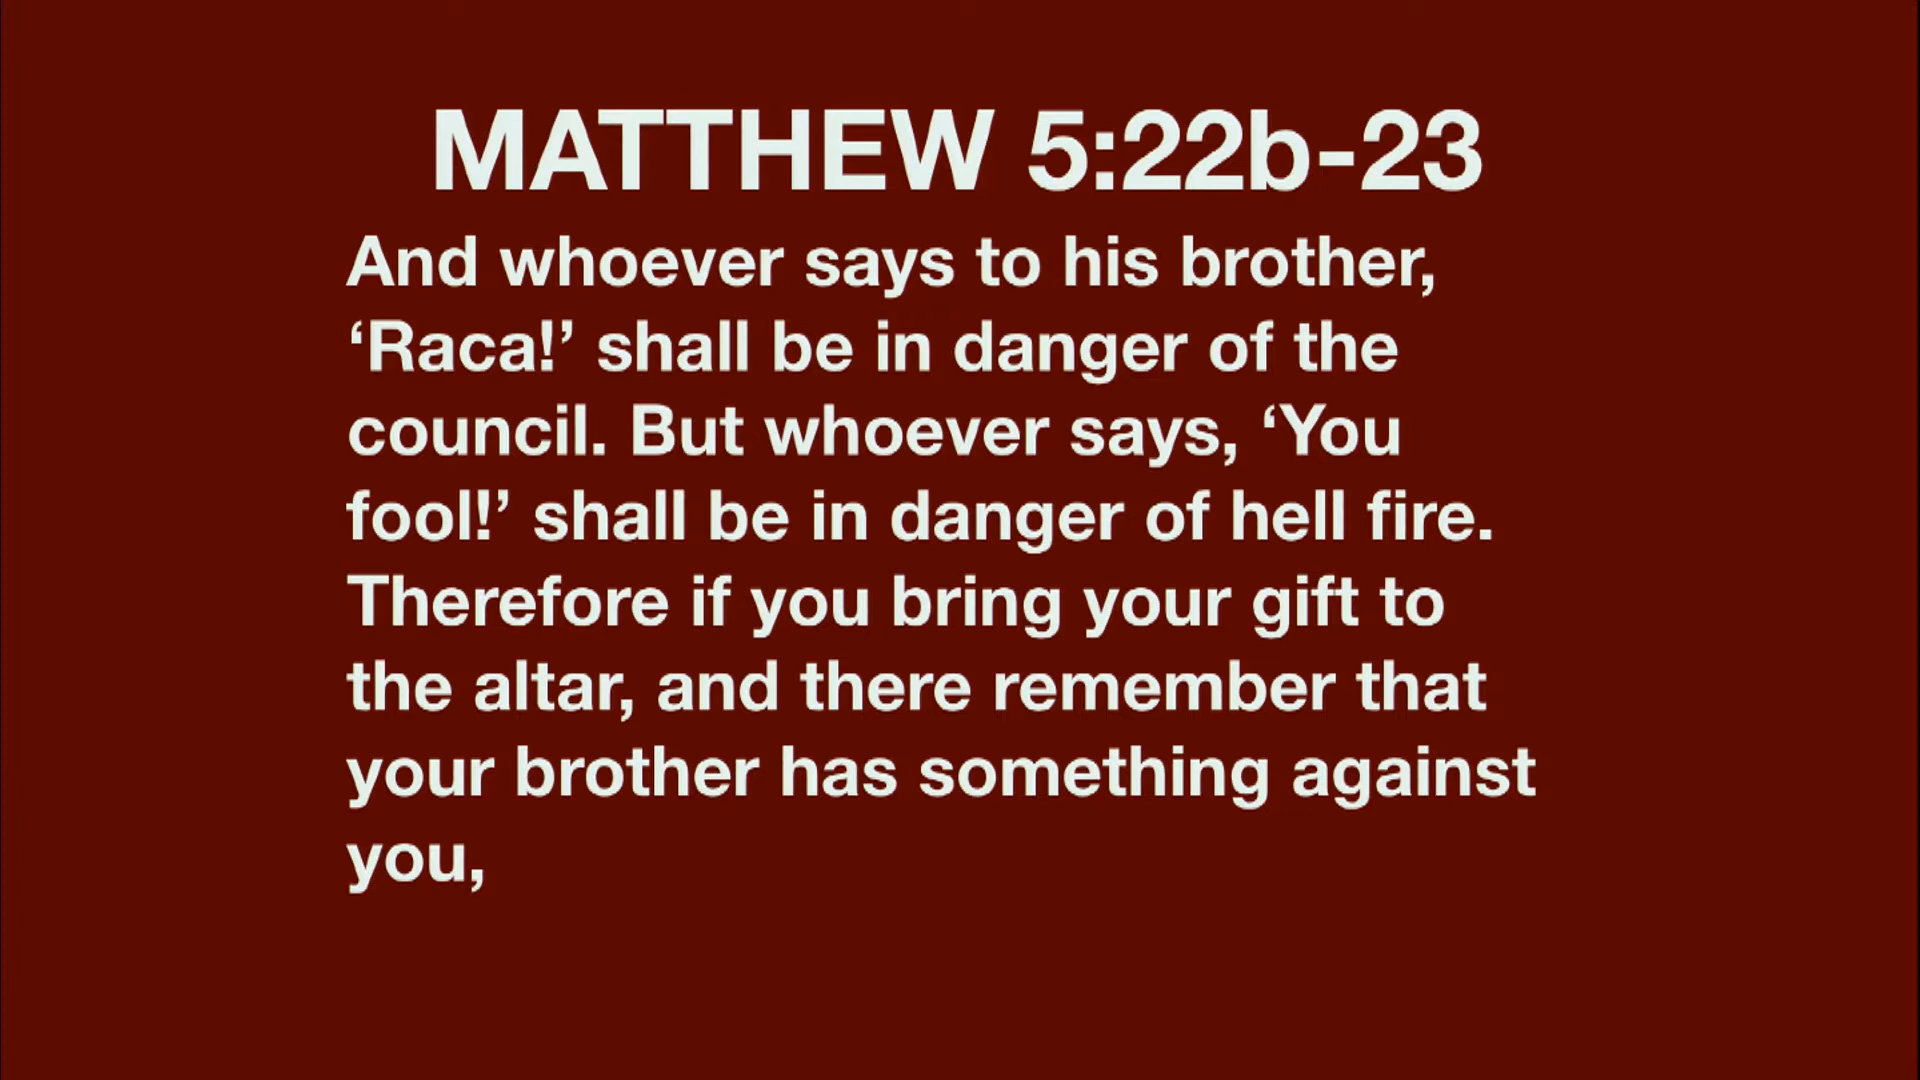 MATTHEW 5:22b-23
And whoever says to his brother,
‘Raca!’ shall be in danger of the
council. But whoever says, ‘You
fool!’ shall be in danger of hell fire.
Therefore if you bring your gift to
the altar, and there remember that
your brother has something against
you,